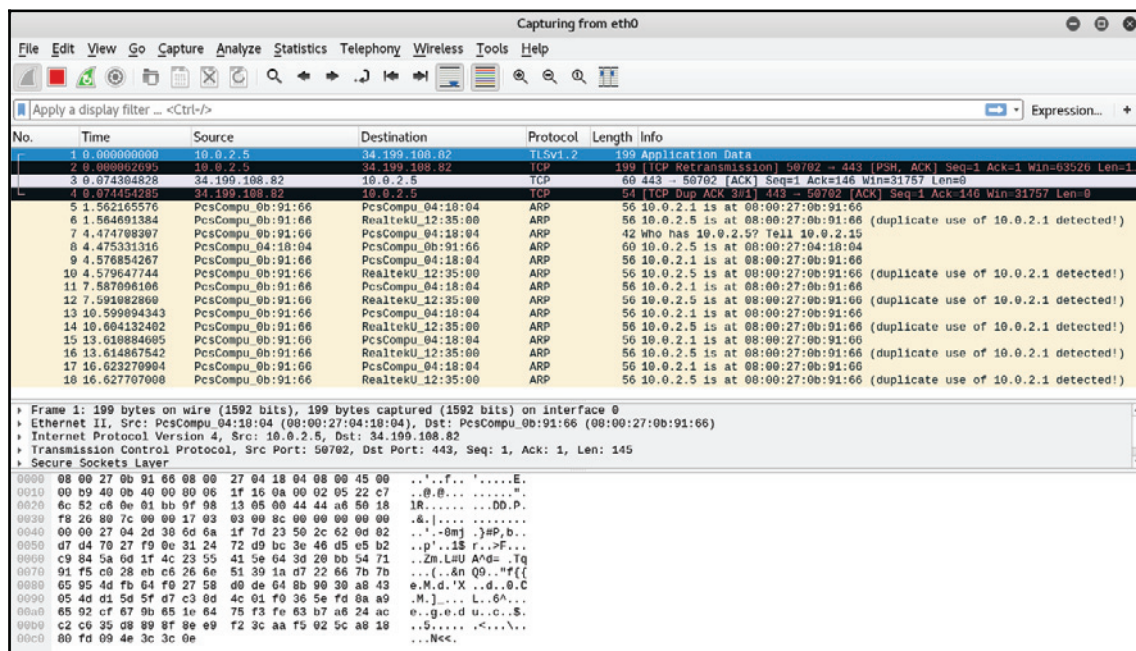 Capturing from eth0
File Edit View Go Capture Analyze Statistics Telephony Wireless Tools Help
Apply a display filter ... <Ctrl-/> Expression... +
No. Time Source Destination Protocol Length Info
1 0.000000000 10.0.2.5 34.199.108.82 TLSv1.2 199 Application Data
2 0.000062695 10.0.2.5 34.199.108.82 TCP 199 [TCP Retransmission] 50702 → 443 [PSH, ACK] Seq=1 Ack=1 Win=63526 Len=1…
3 0.074304828 34.199.108.82 10.0.2.5 TCP 60 443 → 50702 [ACK] Seq=1 Ack=146 Win=31757 Len=0
4 0.074454285 34.199.108.82 10.0.2.5 TCP 54 [TCP Dup ACK 3#1] 443 → 50702 [ACK] Seq=1 Ack=146 Win=31757 Len=0
5 1.562165576 PcsCompu_0b:91:66 PcsCompu_04:18:04 ARP 56 10.0.2.1 is at 08:00:27:0b:91:66
6 1.564691384 PcsCompu_0b:91:66 RealtekU_12:35:00 ARP 56 10.0.2.5 is at 08:00:27:0b:91:66 (duplicate use of 10.0.2.1 detected!)
7 4.474708307 PcsCompu_0b:91:66 PcsCompu_04:18:04 ARP 42 Who has 10.0.2.5? Tell 10.0.2.15
8 4.475331316 PcsCompu_04:18:04 PcsCompu_0b:91:66 ARP 60 10.0.2.5 is at 08:00:27:04:18:04
9 4.576854267 PcsCompu_0b:91:66 PcsCompu_04:18:04 ARP 56 10.0.2.1 is at 08:00:27:0b:91:66
10 4.579647744 PcsCompu_0b:91:66 RealtekU_12:35:00 ARP 56 10.0.2.5 is at 08:00:27:0b:91:66 (duplicate use of 10.0.2.1 detected!)
11 7.587096106 PcsCompu_0b:91:66 PcsCompu_04:18:04 ARP 56 10.0.2.1 is at 08:00:27:0b:91:66
12 7.591082860 PcsCompu_0b:91:66 RealtekU_12:35:00 ARP 56 10.0.2.5 is at 08:00:27:0b:91:66 (duplicate use of 10.0.2.1 detected!)
13 10.599894343 PcsCompu_0b:91:66 PcsCompu_04:18:04 ARP 56 10.0.2.1 is at 08:00:27:0b:91:66
14 10.604132402 PcsCompu_0b:91:66 RealtekU_12:35:00 ARP 56 10.0.2.5 is at 08:00:27:0b:91:66 (duplicate use of 10.0.2.1 detected!)
15 13.610884605 PcsCompu_0b:91:66 PcsCompu_04:18:04 ARP 56 10.0.2.1 is at 08:00:27:0b:91:66
16 13.614867542 PcsCompu_0b:91:66 RealtekU_12:35:00 ARP 56 10.0.2.5 is at 08:00:27:0b:91:66 (duplicate use of 10.0.2.1 detected!)
17 16.623270904 PcsCompu_0b:91:66 PcsCompu_04:18:04 ARP 56 10.0.2.1 is at 08:00:27:0b:91:66
18 16.627707008 PcsCompu_0b:91:66 RealtekU_12:35:00 ARP 56 10.0.2.5 is at 08:00:27:0b:91:66 (duplicate use of 10.0.2.1 detected!)
Frame 1: 199 bytes on wire (1592 bits), 199 bytes captured (1592 bits) on interface 0
Ethernet II, Src: PcsCompu_04:18:04 (08:00:27:04:18:04), Dst: PcsCompu_0b:91:66 (08:00:27:0b:91:66)
Internet Protocol Version 4, Src: 10.0.2.5, Dst: 34.199.108.82
Transmission Control Protocol, Src Port: 50702, Dst Port: 443, Seq: 1, Ack: 1, Len: 145
Secure Sockets Layer
0000 08 00 27 0b 91 66 08 00 27 04 18 04 08 00 45 00 ..'..f.. '.....E.
0010 00 b9 40 0b 40 00 80 06 1f 16 0a 00 02 05 22 c7 ..@.@... ......".
0020 6c 52 c6 0e 01 bb 9f 98 13 05 00 44 44 a6 50 18 lR...... ...DD.P.
0030 f8 26 80 7c 00 00 17 03 03 00 8c 00 00 00 00 00 .&.|.... ........
0040 00 00 27 04 2d 38 6d 6a 1f 7d 23 50 2c 62 0d 02 ..'.-8mj .}#P,b..
0050 d7 d4 70 27 f9 0e 31 24 72 d9 bc 3e 46 d5 e5 b2 ..p'..1$ r..>F...
0060 c9 84 5a 6d 1f 4c 23 55 41 5e 64 3d 20 bb 54 71 ..Zm.L#U A^d= .Tq
0070 91 f5 c0 28 eb c6 26 6e 51 39 1a d7 22 66 7b 7b ...(..&n Q9.."f{{
0080 65 95 4d fb 64 f0 27 58 d0 de 64 8b 90 30 a8 43 e.M.d.'X ..d..0.C
0090 05 4d d1 5d 5f d7 c3 8d 4c 01 f0 36 5e fd 8a a9 .M.]_... L..6^...
00a0 65 92 cf 67 9b 65 1e 64 75 f3 fe 63 b7 a6 24 ac e..g.e.d u..c..$.
00b0 c2 c6 35 d8 89 8f 8e e9 f2 3c aa f5 02 5c a8 18 ..5..... .<...\..
00c0 80 fd 09 4e 3c 3c 0e ...N<<.